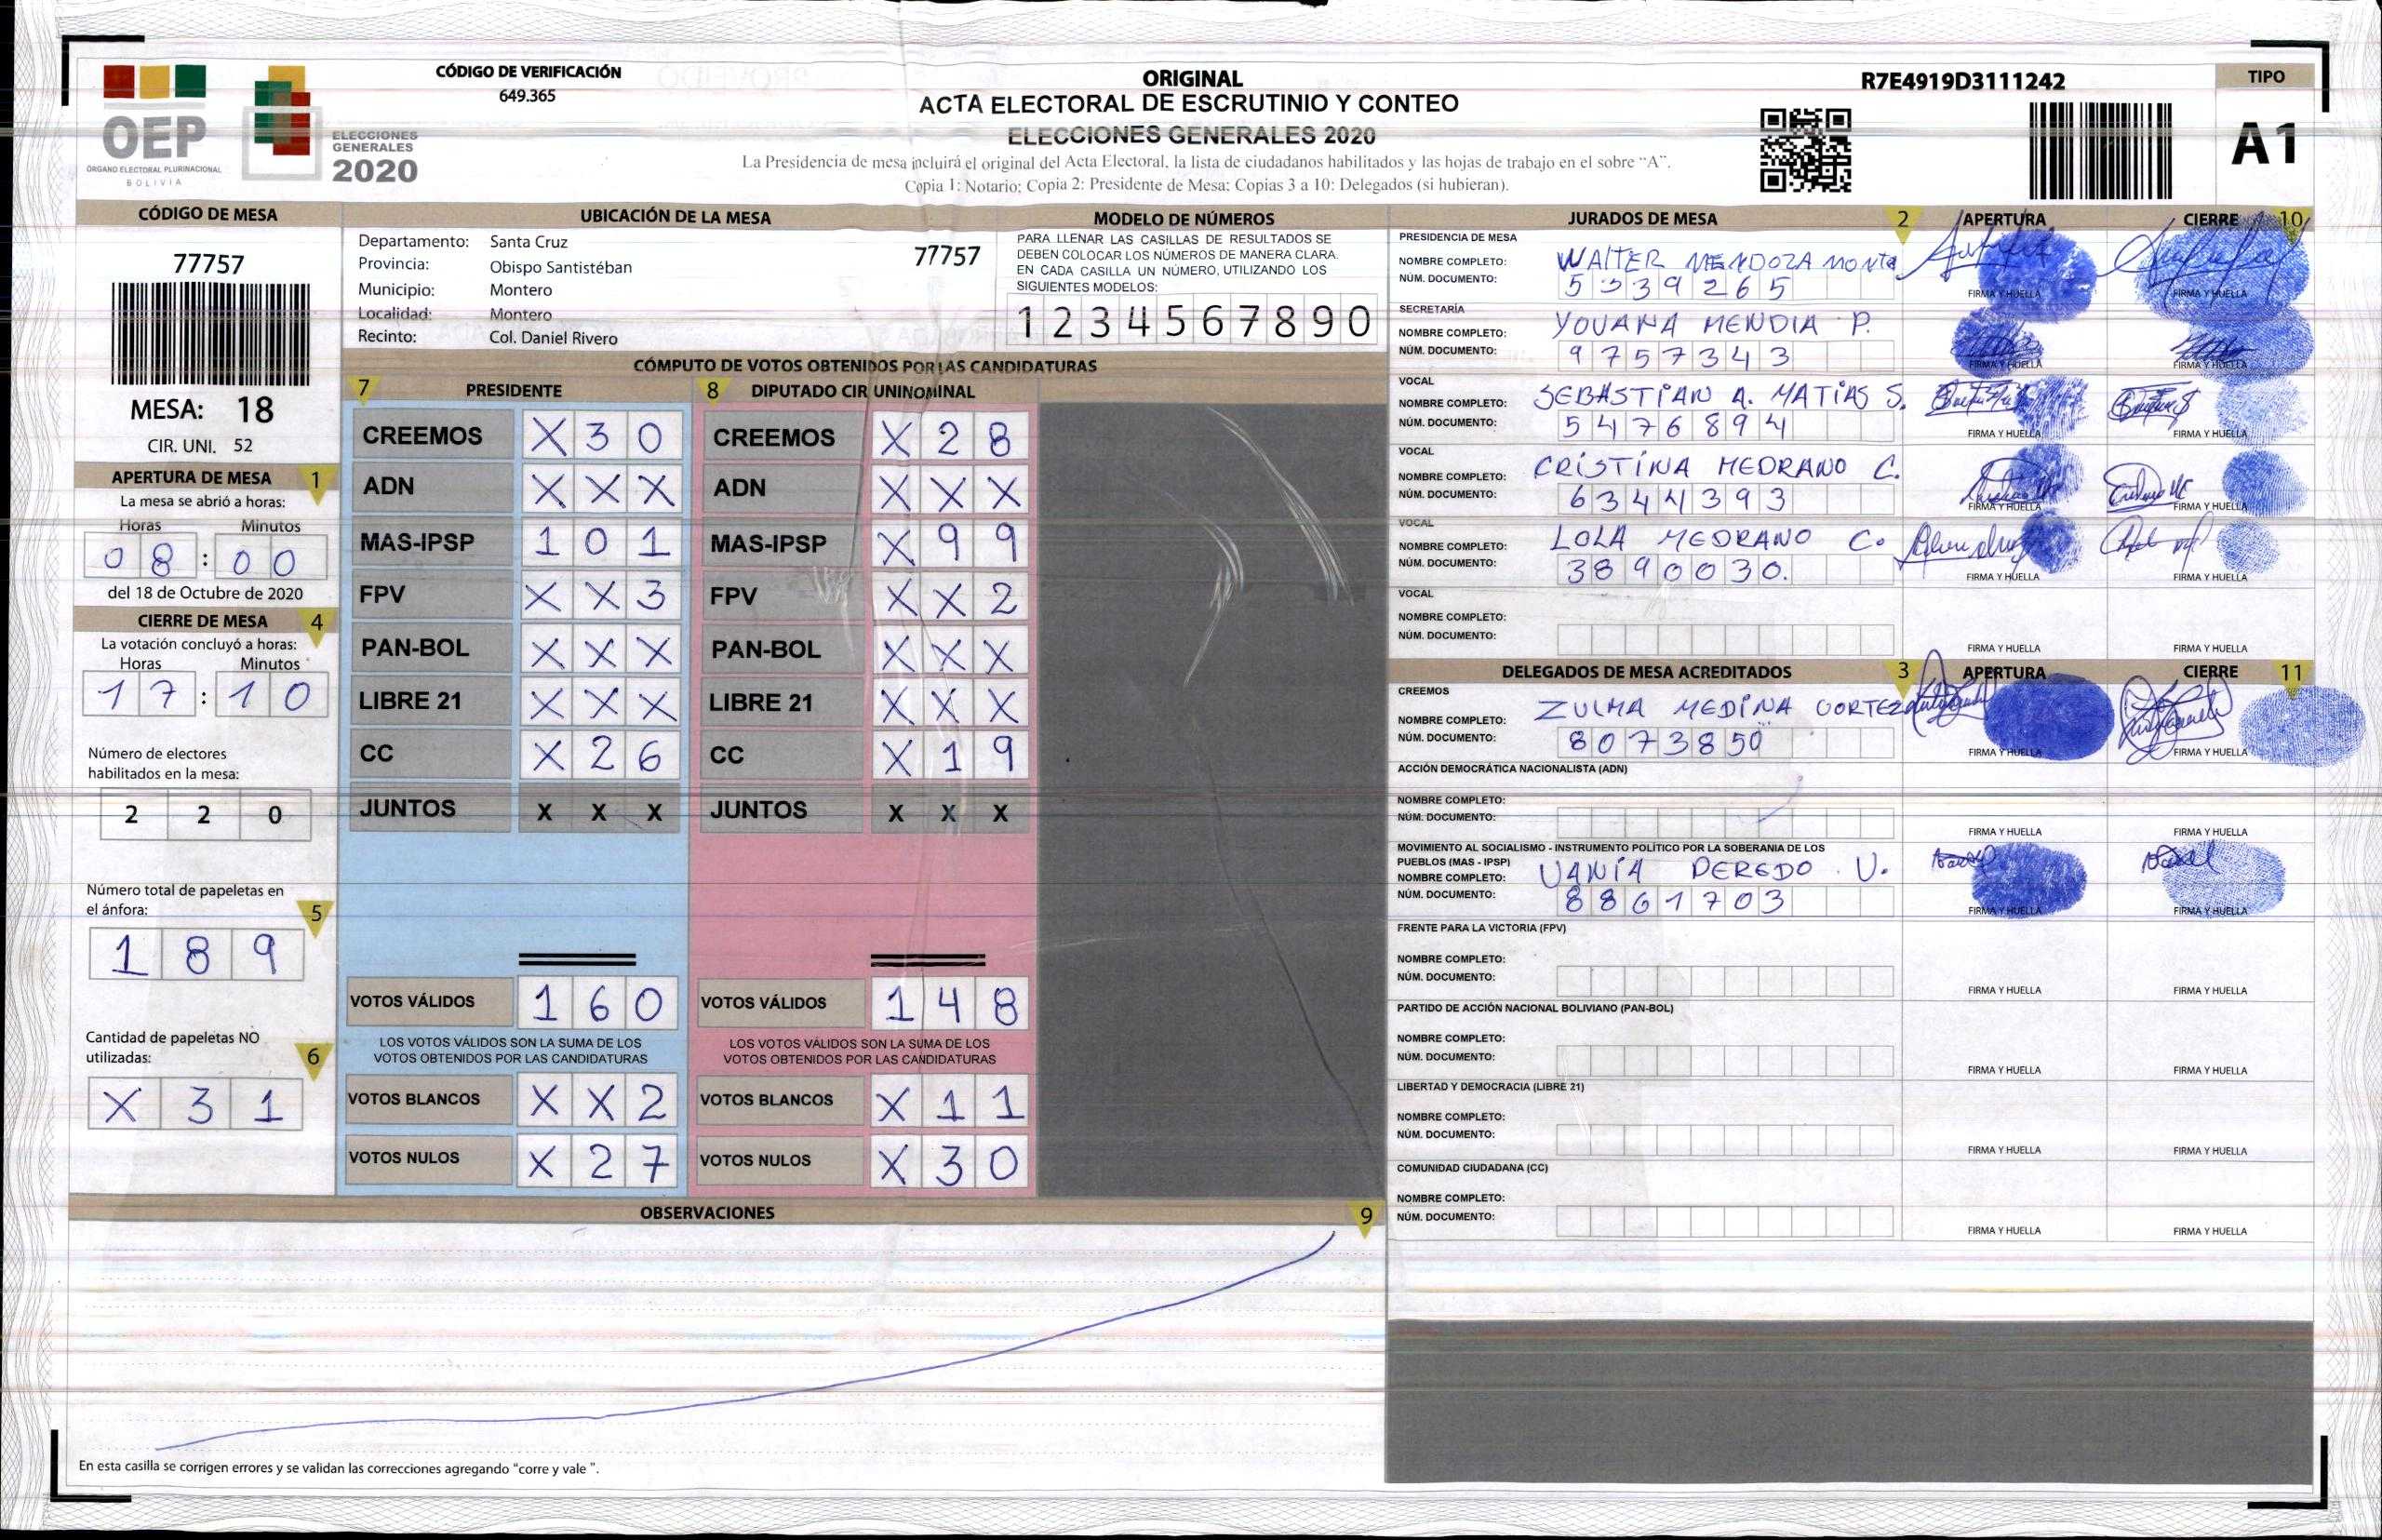 CÓDIGO DE VERIFICACIÓN
649.365
ORIGINAL
ACTA ELECTORAL DE ESCRUTINIO Y CONTEO
ELECCIONES GENERALES 2020
La Presidencia de mesa incluirá el original del Acta Electoral, la lista de ciudadanos habilitados y las hojas de trabajo en el sobre "A".
Copia 1: Notario; Copia 2: Presidente de Mesa; Copias 3 a 10: Delegados (si hubieran).
R7E4919D3111242
TIPO
A1
OEP
ÓRGANO ELECTORAL PLURINACIONAL
BOLIVIA
ELECCIONES
GENERALES
2020
CÓDIGO DE MESA
77757
MESA: 18
CIR. UNI. 52
APERTURA DE MESA 1
La mesa se abrió a horas:
Horas Minutos
0 8 : 0 0
del 18 de Octubre de 2020
CIERRE DE MESA 4
La votación concluyó a horas:
Horas Minutos
1 7 : 1 0
Número de electores
habilitados en la mesa:
2 2 0
Número total de papeletas en
el ánfora: 5
1 8 9
Cantidad de papeletas NO
utilizadas: 6
X 3 1
UBICACIÓN DE LA MESA
Departamento: Santa Cruz 77757
Provincia: Obispo Santistéban
Municipio: Montero
Localidad: Montero
Recinto: Col. Daniel Rivero
MODELO DE NÚMEROS
PARA LLENAR LAS CASILLAS DE RESULTADOS SE
DEBEN COLOCAR LOS NÚMEROS DE MANERA CLARA.
EN CADA CASILLA UN NÚMERO, UTILIZANDO LOS
SIGUIENTES MODELOS:
1 2 3 4 5 6 7 8 9 0
CÓMPUTO DE VOTOS OBTENIDOS POR LAS CANDIDATURAS
7 PRESIDENTE 8 DIPUTADO CIR UNINOMINAL
CREEMOS X 3 0 CREEMOS X 2 8
ADN X X X ADN X X X
MAS-IPSP 1 0 1 MAS-IPSP X 9 9
FPV X X 3 FPV X X 2
PAN-BOL X X X PAN-BOL X X X
LIBRE 21 X X X LIBRE 21 X X X
CC X 2 6 CC X 1 9
JUNTOS X X X JUNTOS X X X
VOTOS VÁLIDOS 1 6 0 VOTOS VÁLIDOS 1 4 8
LOS VOTOS VÁLIDOS SON LA SUMA DE LOS LOS VOTOS VÁLIDOS SON LA SUMA DE LOS
VOTOS OBTENIDOS POR LAS CANDIDATURAS VOTOS OBTENIDOS POR LAS CANDIDATURAS
VOTOS BLANCOS X X 2 VOTOS BLANCOS X 1 1
VOTOS NULOS X 2 7 VOTOS NULOS X 3 0
OBSERVACIONES 9
En esta casilla se corrigen errores y se validan las correcciones agregando "corre y vale ".
JURADOS DE MESA 2 APERTURA CIERRE 10
PRESIDENCIA DE MESA
NOMBRE COMPLETO: WALTER MENDOZA MONTA
NÚM. DOCUMENTO: 5 3 3 9 2 6 5
FIRMA Y HUELLA FIRMA Y HUELLA
SECRETARÍA
NOMBRE COMPLETO: YOVANA MENDIA P.
NÚM. DOCUMENTO: 9 7 5 7 3 4 3
FIRMA Y HUELLA FIRMA Y HUELLA
VOCAL
NOMBRE COMPLETO: SEBASTIAN A. MATIAS S.
NÚM. DOCUMENTO: 5 4 7 6 8 9 4
FIRMA Y HUELLA FIRMA Y HUELLA
VOCAL
NOMBRE COMPLETO: CRISTINA MEDRANO C.
NÚM. DOCUMENTO: 6 3 4 4 3 9 3
FIRMA Y HUELLA FIRMA Y HUELLA
VOCAL
NOMBRE COMPLETO: LOLA MEDRANO C.
NÚM. DOCUMENTO: 3 8 9 0 0 3 0.
FIRMA Y HUELLA FIRMA Y HUELLA
VOCAL
NOMBRE COMPLETO:
NÚM. DOCUMENTO:
FIRMA Y HUELLA FIRMA Y HUELLA
DELEGADOS DE MESA ACREDITADOS 3 APERTURA CIERRE 11
CREEMOS
NOMBRE COMPLETO: ZULMA MEDINA CORTEZ
NÚM. DOCUMENTO: 8 0 7 3 8 5 0
FIRMA Y HUELLA FIRMA Y HUELLA
ACCIÓN DEMOCRÁTICA NACIONALISTA (ADN)
NOMBRE COMPLETO:
NÚM. DOCUMENTO:
FIRMA Y HUELLA FIRMA Y HUELLA
MOVIMIENTO AL SOCIALISMO - INSTRUMENTO POLÍTICO POR LA SOBERANIA DE LOS
PUEBLOS (MAS - IPSP)
NOMBRE COMPLETO: VANIA PEREDO V.
NÚM. DOCUMENTO: 8 8 6 1 7 0 3
FIRMA Y HUELLA FIRMA Y HUELLA
FRENTE PARA LA VICTORIA (FPV)
NOMBRE COMPLETO:
NÚM. DOCUMENTO:
FIRMA Y HUELLA FIRMA Y HUELLA
PARTIDO DE ACCIÓN NACIONAL BOLIVIANO (PAN-BOL)
NOMBRE COMPLETO:
NÚM. DOCUMENTO:
FIRMA Y HUELLA FIRMA Y HUELLA
LIBERTAD Y DEMOCRACIA (LIBRE 21)
NOMBRE COMPLETO:
NÚM. DOCUMENTO:
FIRMA Y HUELLA FIRMA Y HUELLA
COMUNIDAD CIUDADANA (CC)
NOMBRE COMPLETO:
NÚM. DOCUMENTO:
FIRMA Y HUELLA FIRMA Y HUELLA